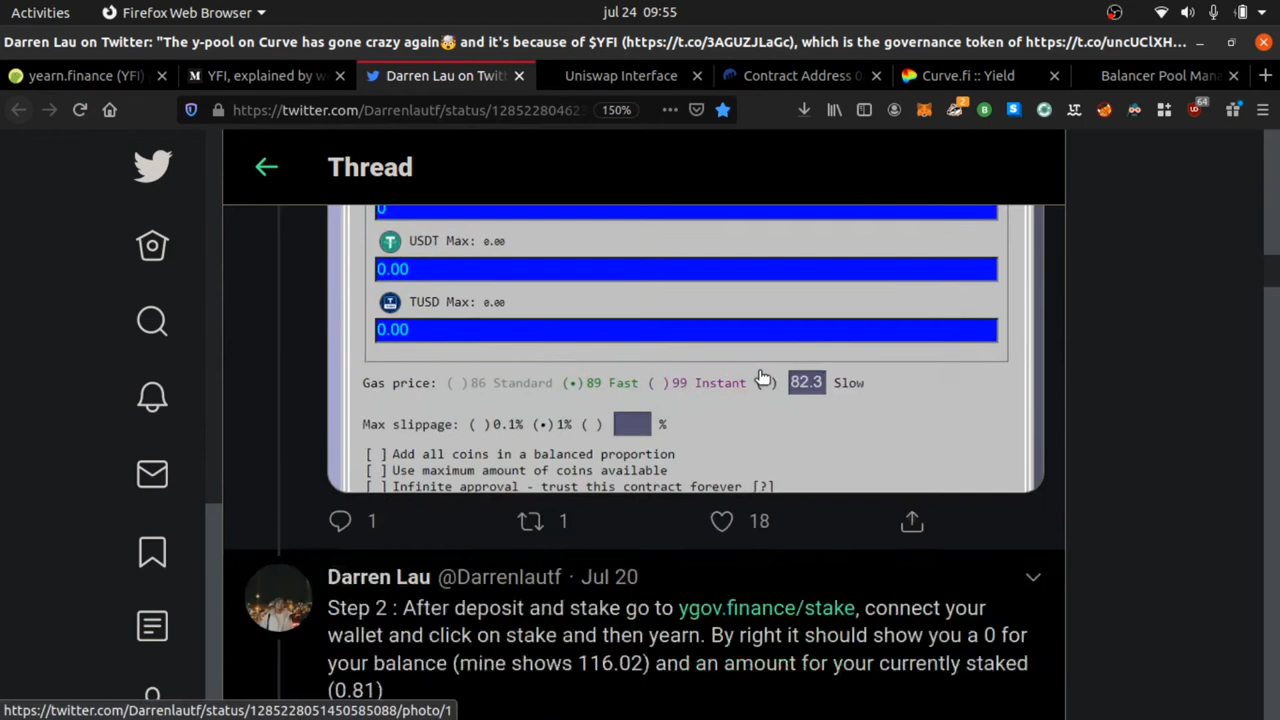 Activities
Firefox Web Browser
jul 24 09:55
Darren Lau on Twitter: "The y-pool on Curve has gone crazy again🤯 and it's because of $YFI (https://t.co/3AGUZJLaGc), which is the governance token of https://t.co/uncUClXH...
yearn.finance (YFI)
YFI, explained by we
Darren Lau on Twitt
Uniswap Interface
Contract Address 0
Curve.fi :: Yield
Balancer Pool Mana
https://twitter.com/Darrenlautf/status/128522804623
150%
2
64
Thread
0
USDT Max: 0.00
0.00
TUSD Max: 0.00
0.00
Gas price: ( )86 Standard (•)89 Fast ( )99 Instant ( ) 82.3 Slow
Max slippage: ( )0.1% (•)1% ( ) %
[ ] Add all coins in a balanced proportion
[ ] Use maximum amount of coins available
[ ] Infinite approval - trust this contract forever [?]
1
1
18
Darren Lau @Darrenlautf · Jul 20
Step 2 : After deposit and stake go to ygov.finance/stake, connect your
wallet and click on stake and then yearn. By right it should show you a 0 for
your balance (mine shows 116.02) and an amount for your currently staked
(0.81)
https://twitter.com/Darrenlautf/status/1285228051450585088/photo/1